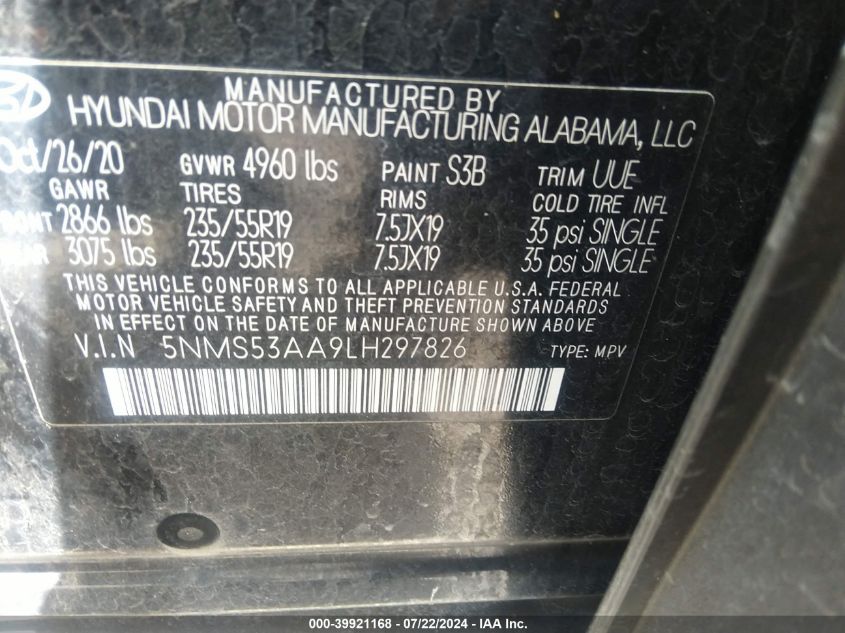 MANUFACTURED BY
HYUNDAI MOTOR MANUFACTURING ALABAMA, LLC
Oct/26/20 GVWR 4960 lbs PAINT S3B TRIM UUE
GAWR TIRES RIMS COLD TIRE INFL
2866 lbs 235/55R19 7.5JX19 35 psi SINGLE
3075 lbs 235/55R19 7.5JX19 35 psi SINGLE
THIS VEHICLE CONFORMS TO ALL APPLICABLE U.S.A. FEDERAL
MOTOR VEHICLE SAFETY AND THEFT PREVENTION STANDARDS
IN EFFECT ON THE DATE OF MANUFACTURE SHOWN ABOVE.
V.I.N 5NMS53AA9LH297826 TYPE: MPV
000-39921168 - 07/22/2024 - IAA Inc.